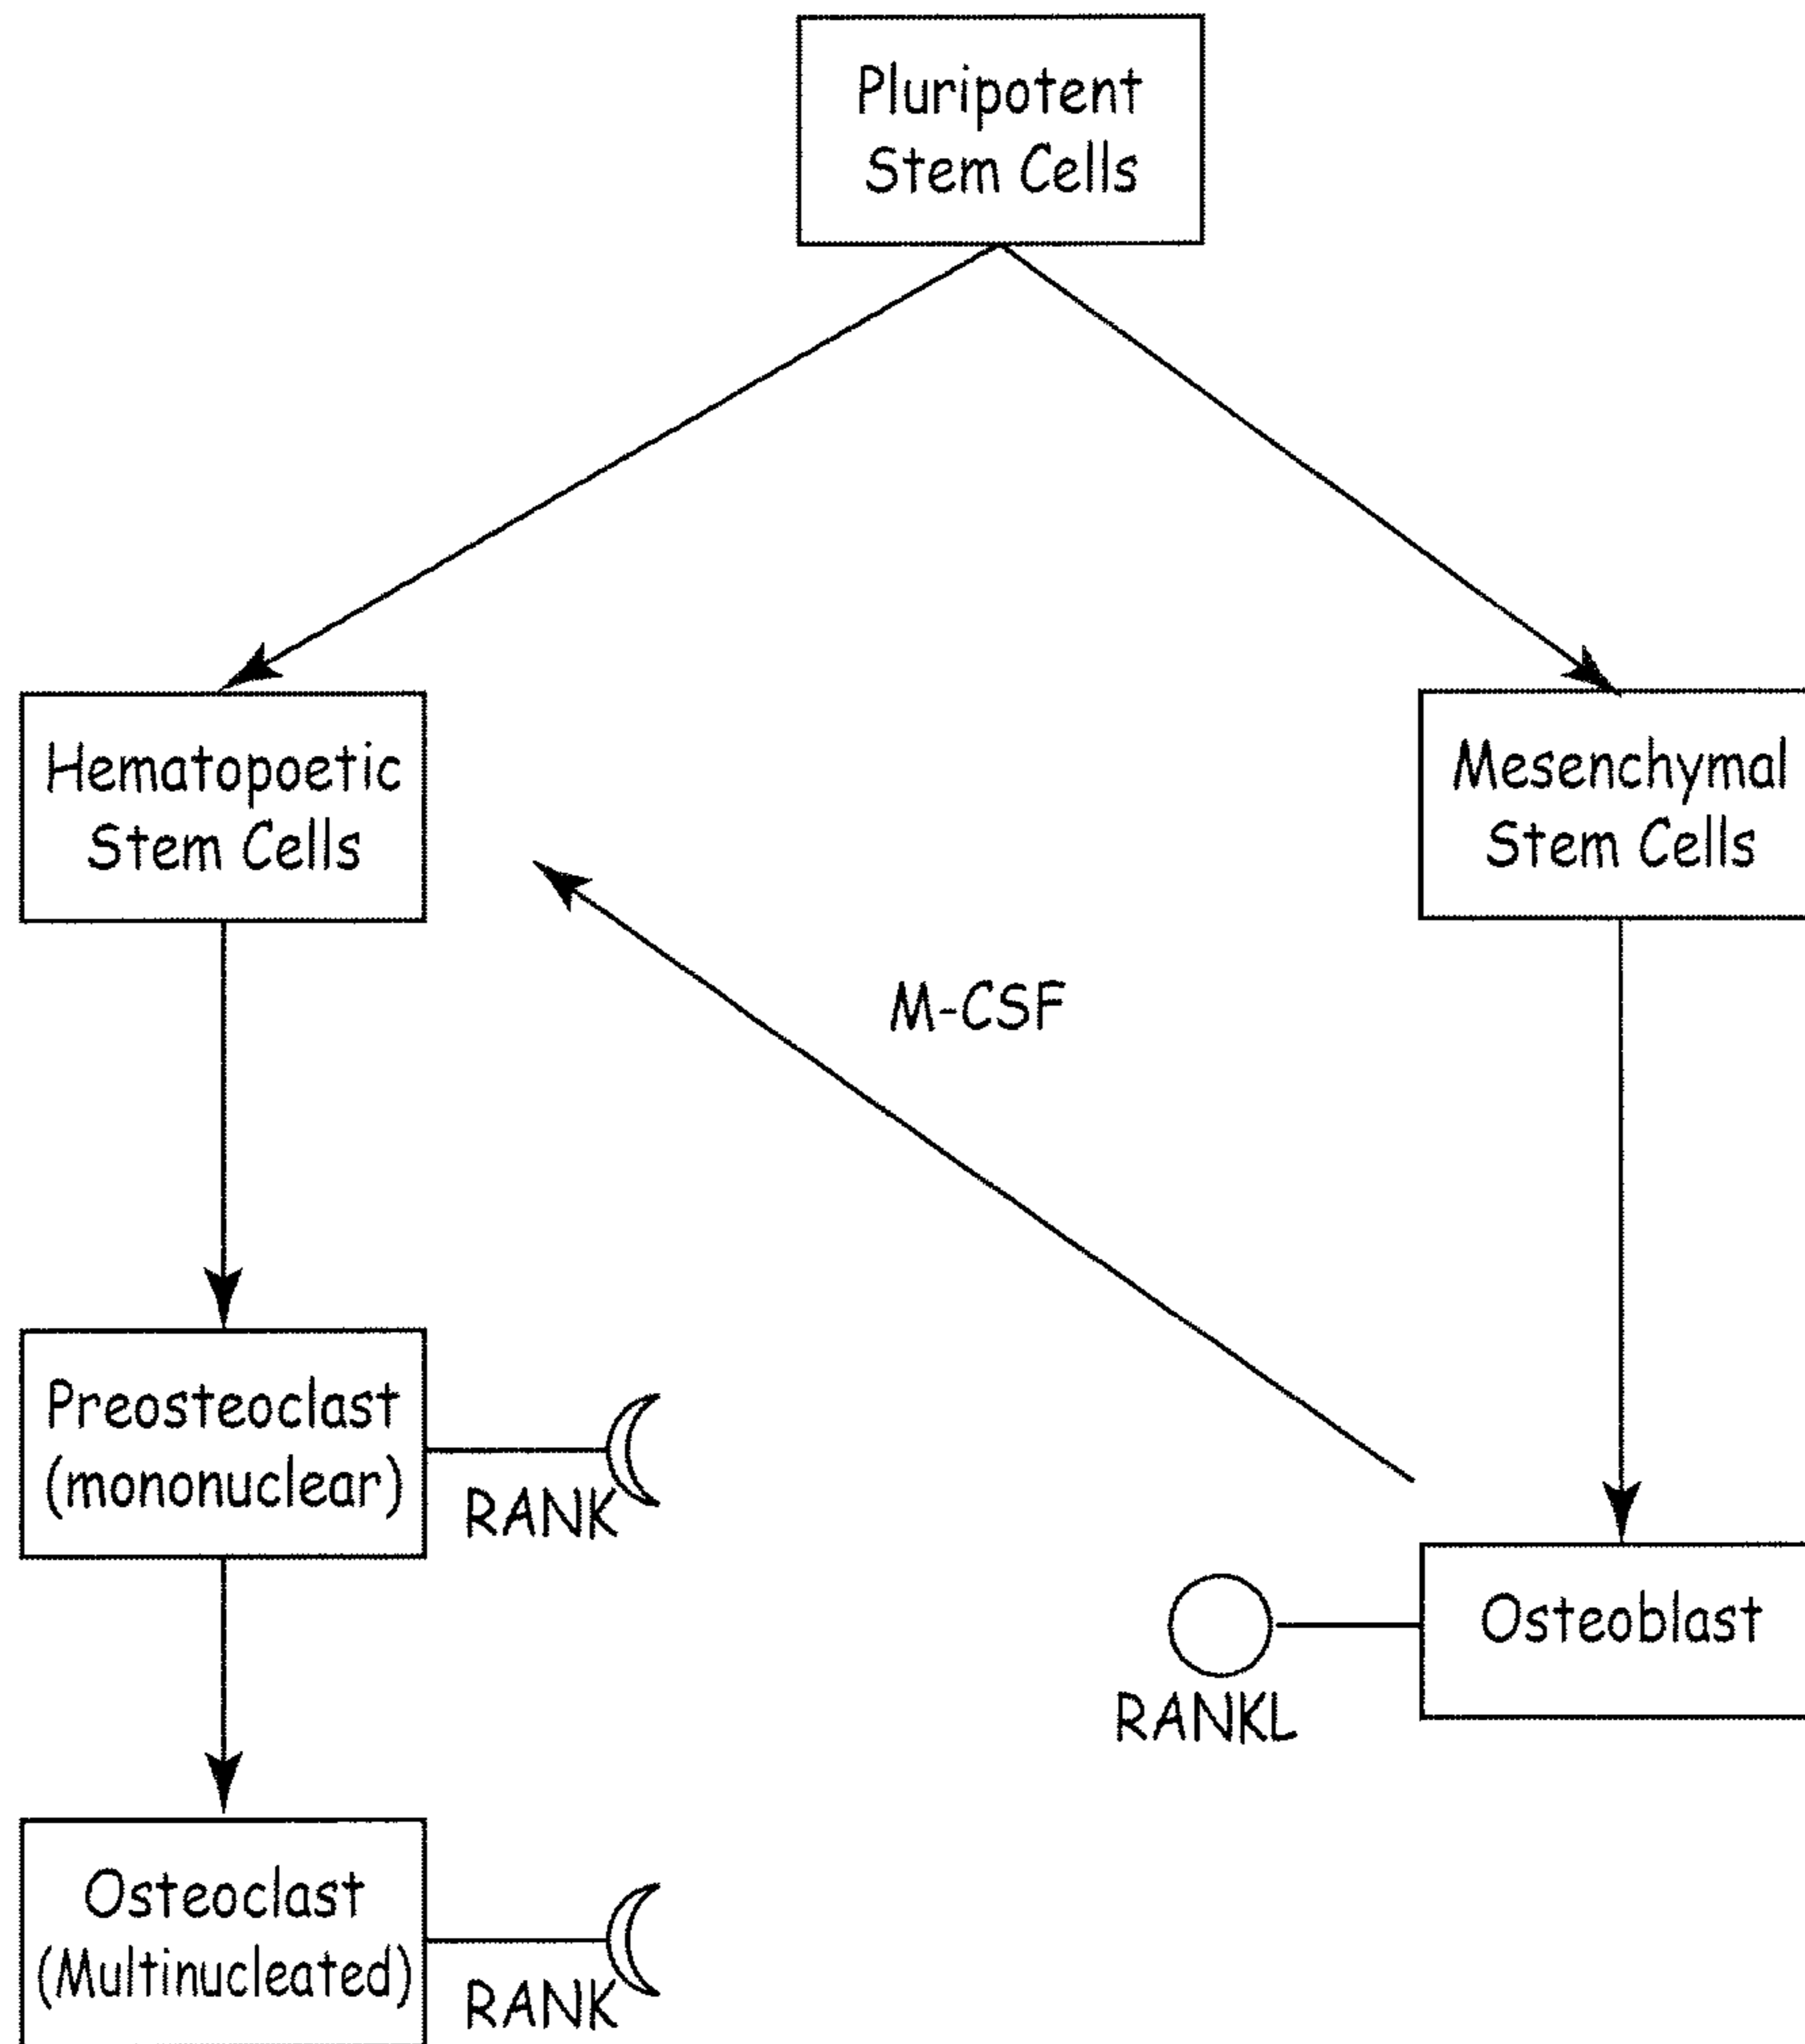 Pluripotent
Stem Cells
Hematopoetic
Stem Cells
Mesenchymal
Stem Cells
M-CSF
Preosteoclast
(mononuclear)
RANK
Osteoblast
RANKL
Osteoclast
(Multinucleated)
RANK